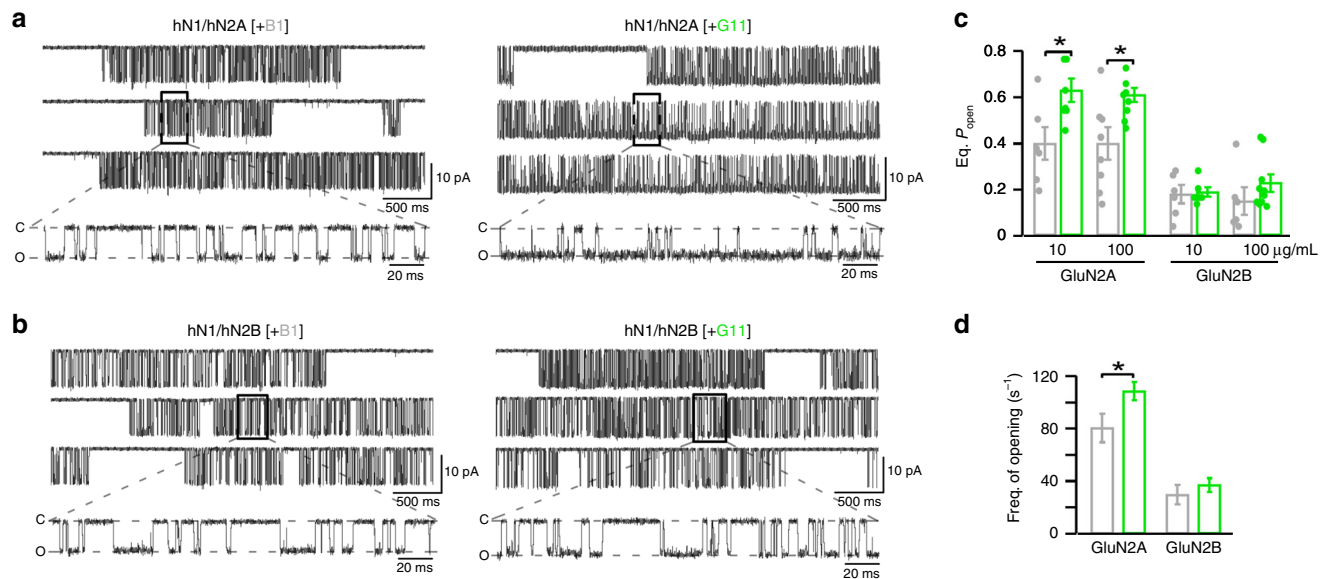 a
hN1/hN2A [+B1]
hN1/hN2A [+G11]
10 pA
500 ms
10 pA
500 ms
C
O
20 ms
C
O
20 ms
b
hN1/hN2B [+B1]
hN1/hN2B [+G11]
10 pA
500 ms
10 pA
500 ms
C
O
20 ms
C
O
20 ms
c
Eq. Popen
0.8
0.6
0.4
0.2
0
* *
10 100 10 100 μg/mL
GluN2A GluN2B
d
Freq. of opening (s⁻¹)
120
80
40
0
*
GluN2A GluN2B